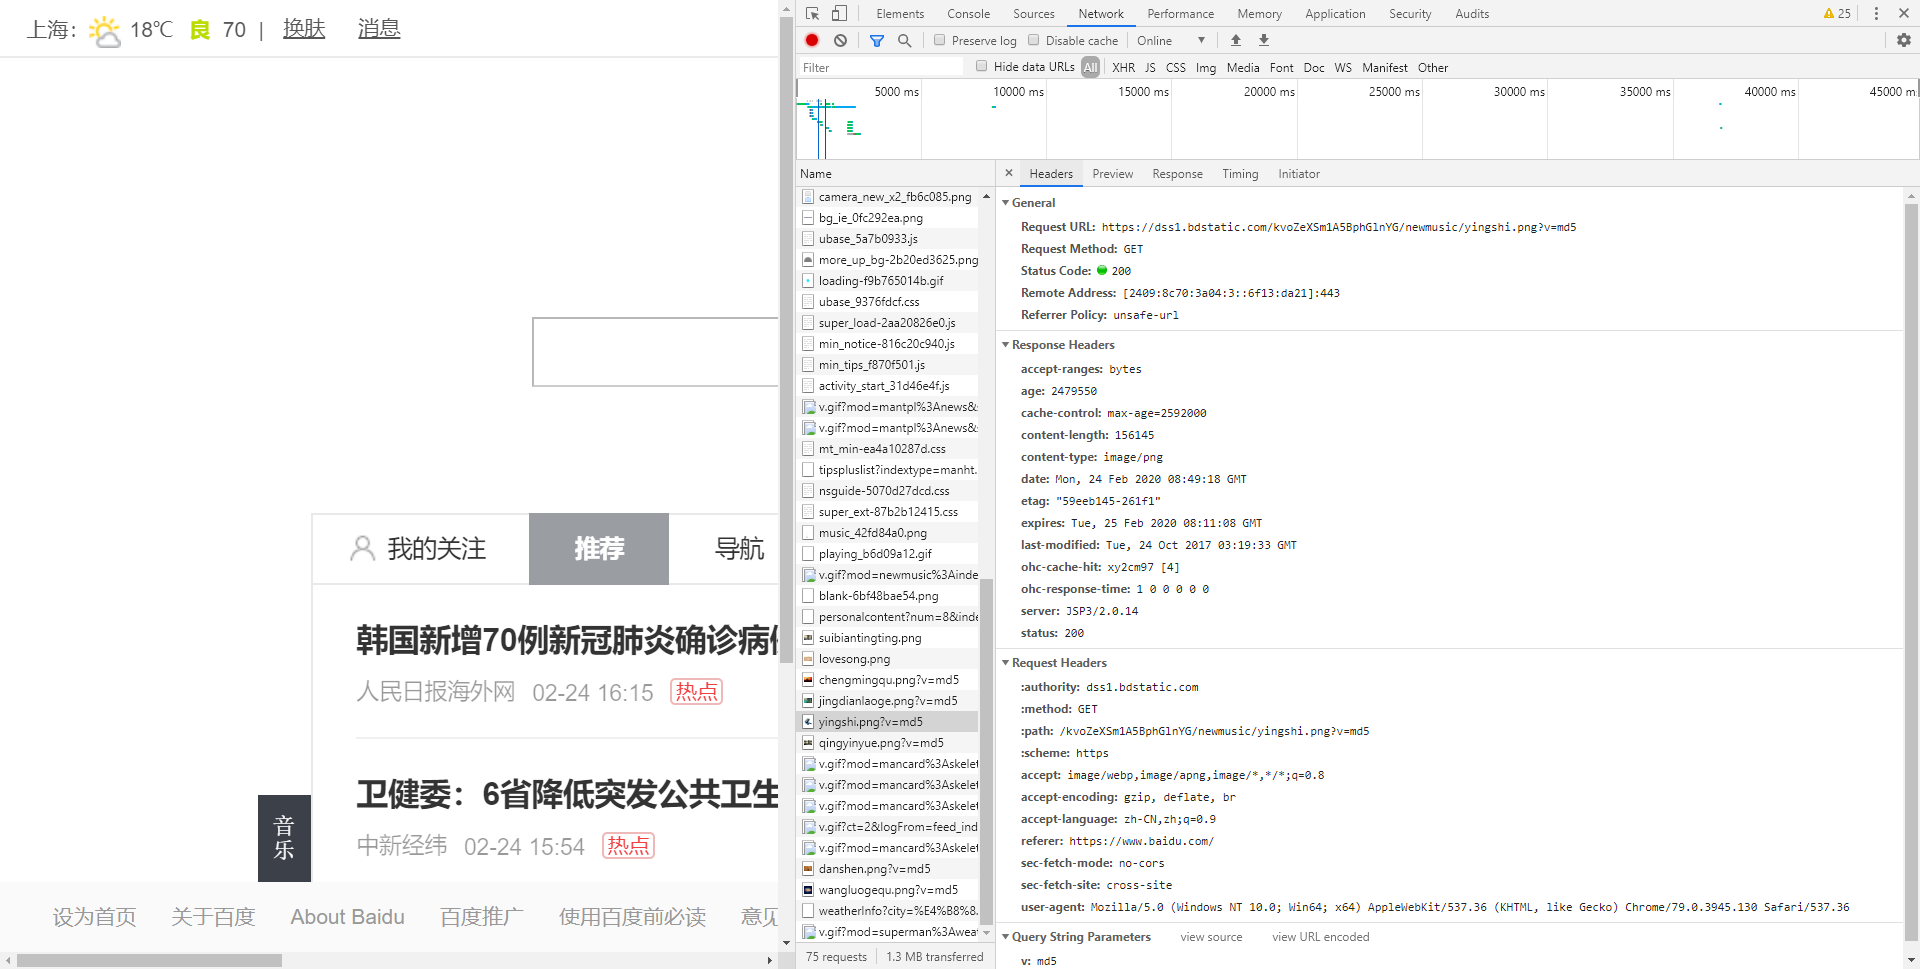 上海： 18℃ 良 70 | 换肤 消息
我的关注 推荐 导航
韩国新增70例新冠肺炎确诊病
人民日报海外网 02-24 16:15 热点
卫健委：6省降低突发公共卫生
中新经纬 02-24 15:54 热点
音乐
设为首页 关于百度 About Baidu 百度推广 使用百度前必读 意见
Elements Console Sources Network Performance Memory Application Security Audits 25
Preserve log Disable cache Online
Filter Hide data URLs All XHR JS CSS Img Media Font Doc WS Manifest Other
5000 ms 10000 ms 15000 ms 20000 ms 25000 ms 30000 ms 35000 ms 40000 ms 45000 m
Name
camera_new_x2_fb6c085.png
bg_ie_0fc292ea.png
ubase_5a7b0933.js
more_up_bg-2b20ed3625.png
loading-f9b765014b.gif
ubase_9376fdcf.css
super_load-2aa20826e0.js
min_notice-816c20c940.js
min_tips_f870f501.js
activity_start_31d46e4f.js
v.gif?mod=mantpl%3Anews&
v.gif?mod=mantpl%3Anews&
mt_min-ea4a10287d.css
tipspluslist?indextype=manht.
nsguide-5070d27dcd.css
super_ext-87b2b12415.css
music_42fd84a0.png
playing_b6d09a12.gif
v.gif?mod=newmusic%3Ainde
blank-6bf48bae54.png
personalcontent?num=8&inde
suibiantingting.png
lovesong.png
chengmingqu.png?v=md5
jingdianlaoge.png?v=md5
yingshi.png?v=md5
qingyinyue.png?v=md5
v.gif?mod=mancard%3Askelet
v.gif?mod=mancard%3Askelet
v.gif?mod=mancard%3Askelet
v.gif?ct=2&logFrom=feed_ind
v.gif?mod=mancard%3Askelet
danshen.png?v=md5
wangluogequ.png?v=md5
weatherInfo?city=%E4%B8%8.
v.gif?mod=superman%3Awea
75 requests 1.3 MB transferred
Headers Preview Response Timing Initiator
General
Request URL: https://dss1.bdstatic.com/kvoZeXSm1A5BphGlnYG/newmusic/yingshi.png?v=md5
Request Method: GET
Status Code: 200
Remote Address: [2409:8c70:3a04:3::6f13:da21]:443
Referrer Policy: unsafe-url
Response Headers
accept-ranges: bytes
age: 2479550
cache-control: max-age=2592000
content-length: 156145
content-type: image/png
date: Mon, 24 Feb 2020 08:49:18 GMT
etag: "59eeb145-261f1"
expires: Tue, 25 Feb 2020 08:11:08 GMT
last-modified: Tue, 24 Oct 2017 03:19:33 GMT
ohc-cache-hit: xy2cm97 [4]
ohc-response-time: 1 0 0 0 0 0
server: JSP3/2.0.14
status: 200
Request Headers
:authority: dss1.bdstatic.com
:method: GET
:path: /kvoZeXSm1A5BphGlnYG/newmusic/yingshi.png?v=md5
:scheme: https
accept: image/webp,image/apng,image/*,*/*;q=0.8
accept-encoding: gzip, deflate, br
accept-language: zh-CN,zh;q=0.9
referer: https://www.baidu.com/
sec-fetch-mode: no-cors
sec-fetch-site: cross-site
user-agent: Mozilla/5.0 (Windows NT 10.0; Win64; x64) AppleWebKit/537.36 (KHTML, like Gecko) Chrome/79.0.3945.130 Safari/537.36
Query String Parameters view source view URL encoded
v: md5